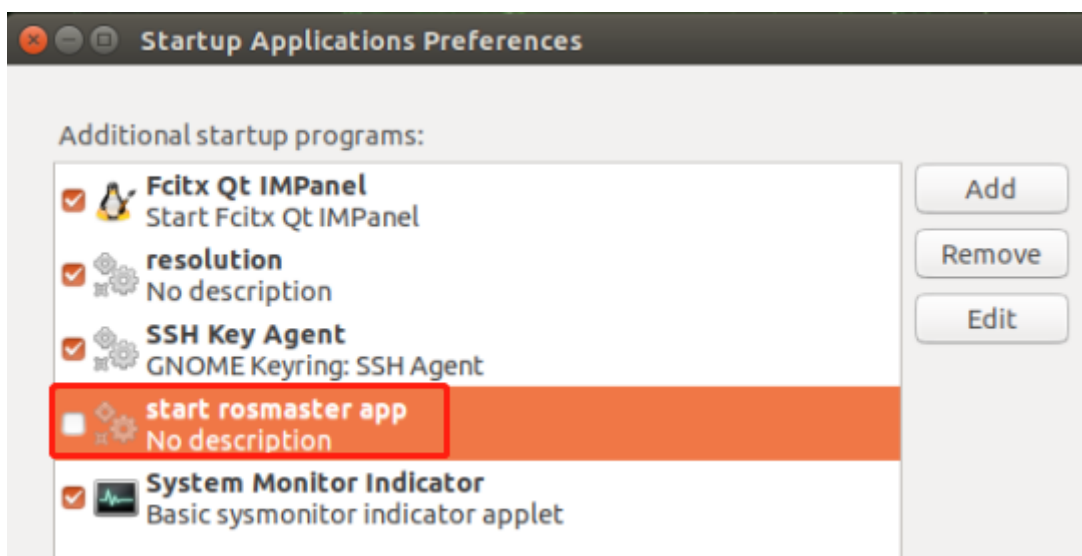 Startup Applications Preferences
Additional startup programs:
Fcitx Qt IMPanel
Start Fcitx Qt IMPanel
Add
resolution
No description
Remove
SSH Key Agent
GNOME Keyring: SSH Agent
Edit
start rosmaster app
No description
System Monitor Indicator
Basic sysmonitor indicator applet